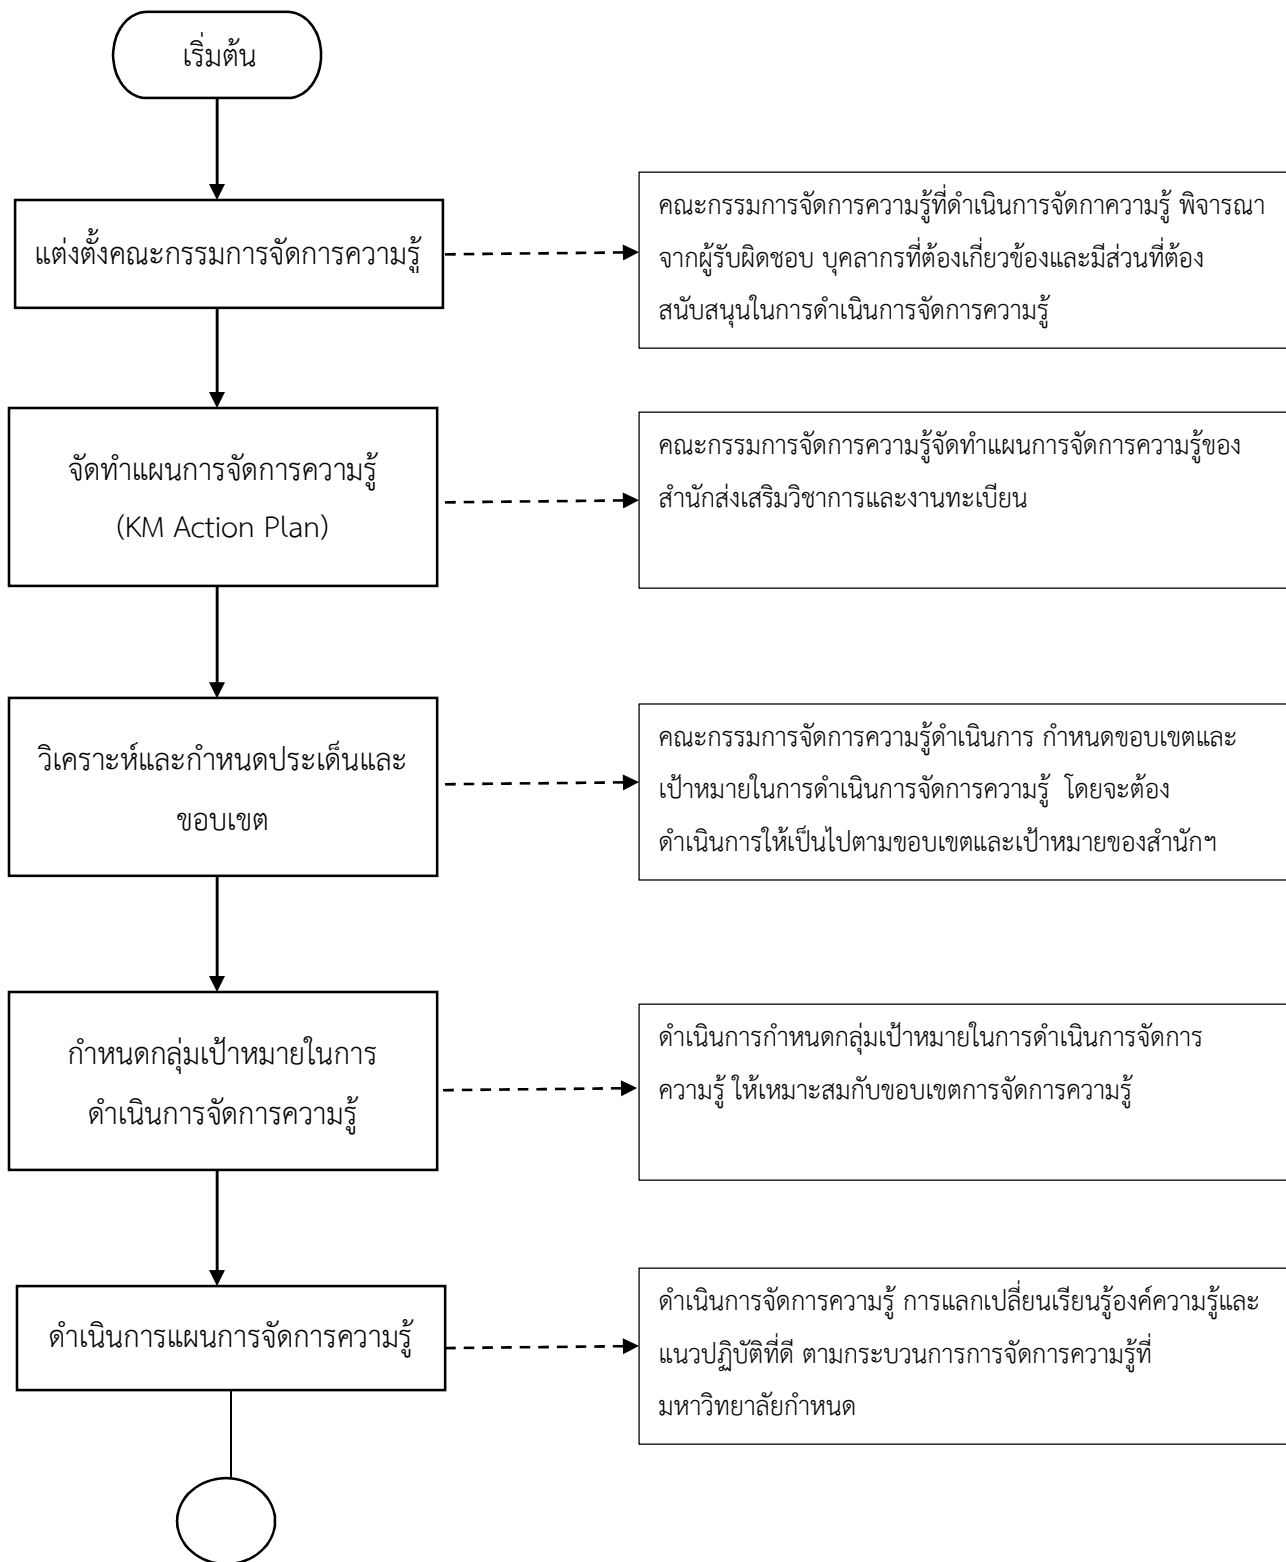 เริ่มต้น
แต่งตั้งคณะกรรมการจัดการความรู้
คณะกรรมการจัดการความรู้ที่ดำเนินการจัดกาความรู้ พิจารณา
จากผู้รับผิดชอบ บุคลากรที่ต้องเกี่ยวข้องและมีส่วนที่ต้อง
สนับสนุนในการดำเนินการจัดการความรู้
จัดทำแผนการจัดการความรู้
(KM Action Plan)
คณะกรรมการจัดการความรู้จัดทำแผนการจัดการความรู้ของ
สำนักส่งเสริมวิชาการและงานทะเบียน
วิเคราะห์และกำหนดประเด็นและ
ขอบเขต
คณะกรรมการจัดการความรู้ดำเนินการ กำหนดขอบเขตและ
เป้าหมายในการดำเนินการจัดการความรู้ โดยจะต้อง
ดำเนินการให้เป็นไปตามขอบเขตและเป้าหมายของสำนักฯ
กำหนดกลุ่มเป้าหมายในการ
ดำเนินการจัดการความรู้
ดำเนินการกำหนดกลุ่มเป้าหมายในการดำเนินการจัดการ
ความรู้ ให้เหมาะสมกับขอบเขตการจัดการความรู้
ดำเนินการแผนการจัดการความรู้
ดำเนินการจัดการความรู้ การแลกเปลี่ยนเรียนรู้องค์ความรู้และ
แนวปฏิบัติที่ดี ตามกระบวนการการจัดการความรู้ที่
มหาวิทยาลัยกำหนด